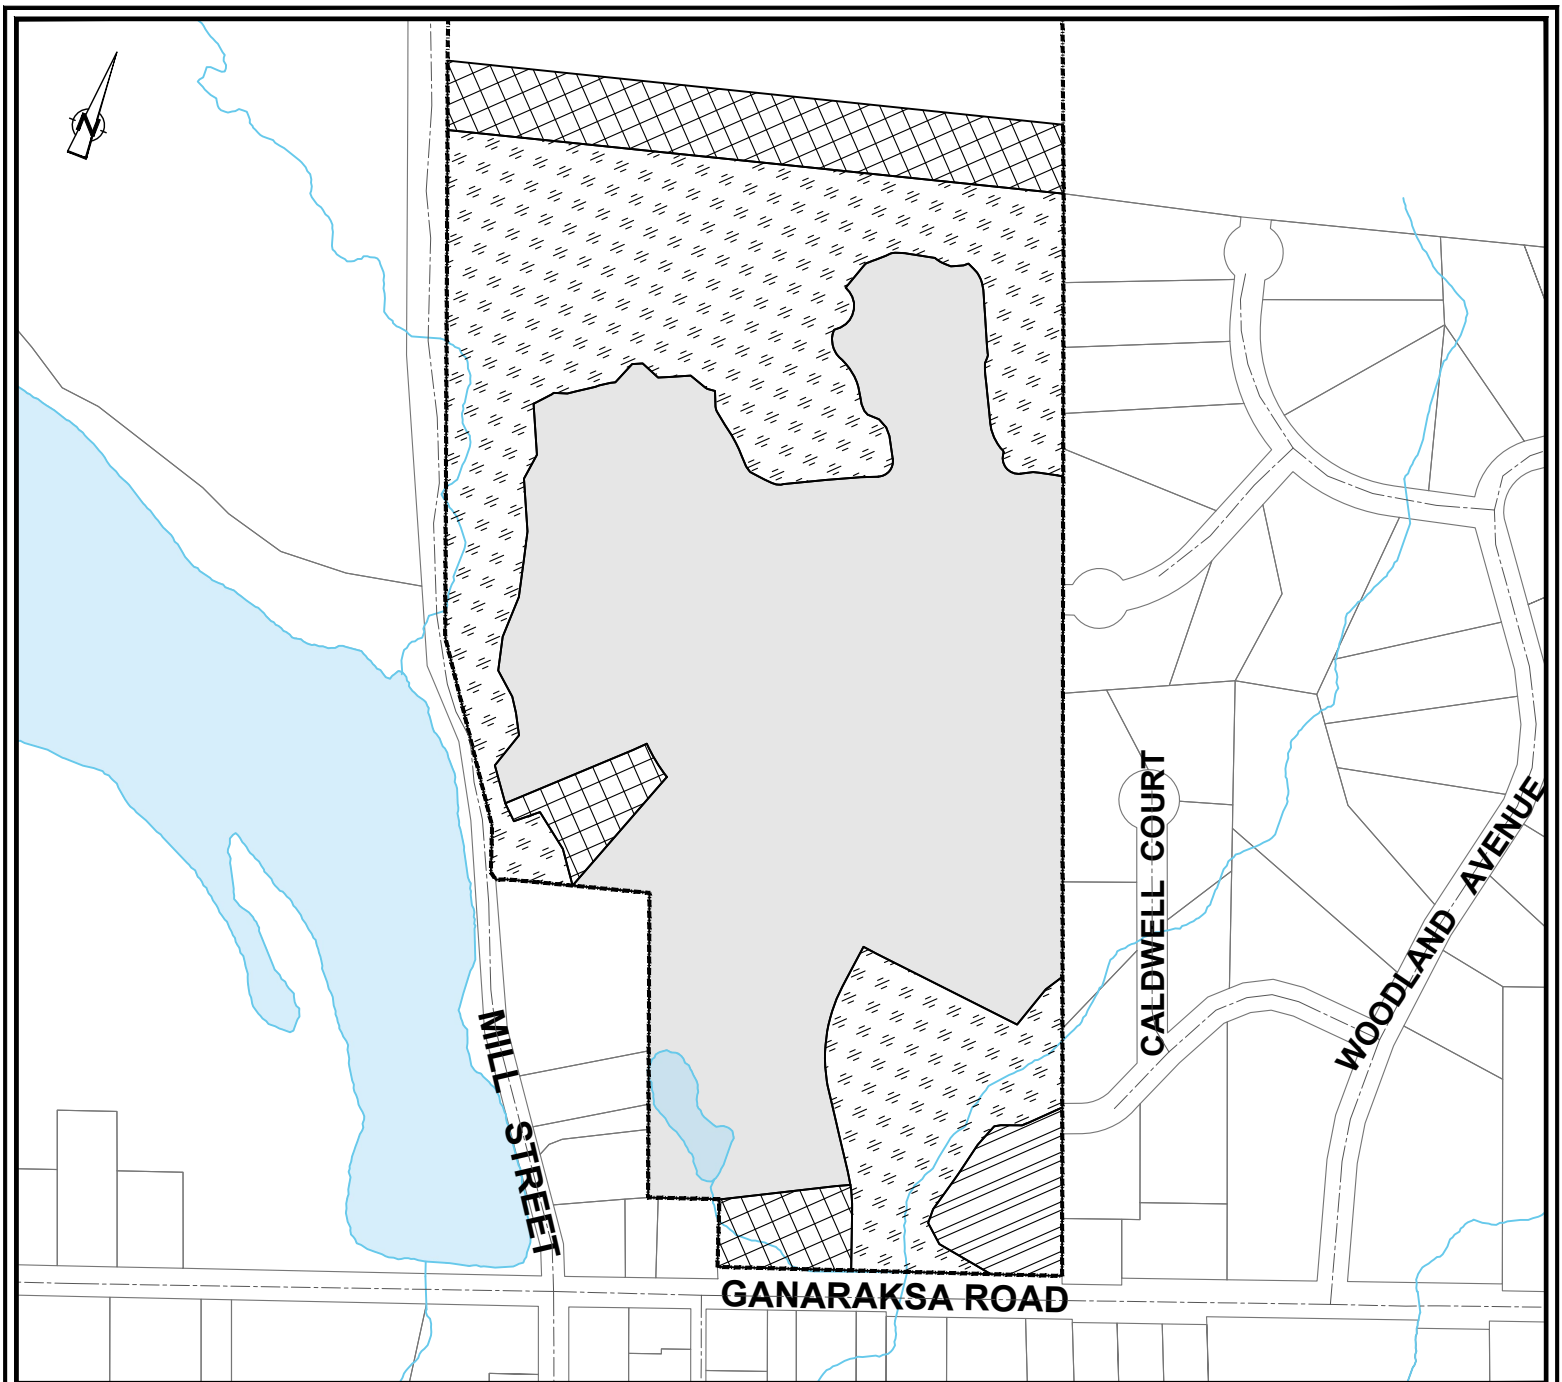 N
CALDWELL COURT
WOODLAND AVENUE
MILL STREET
GANARAKSA ROAD